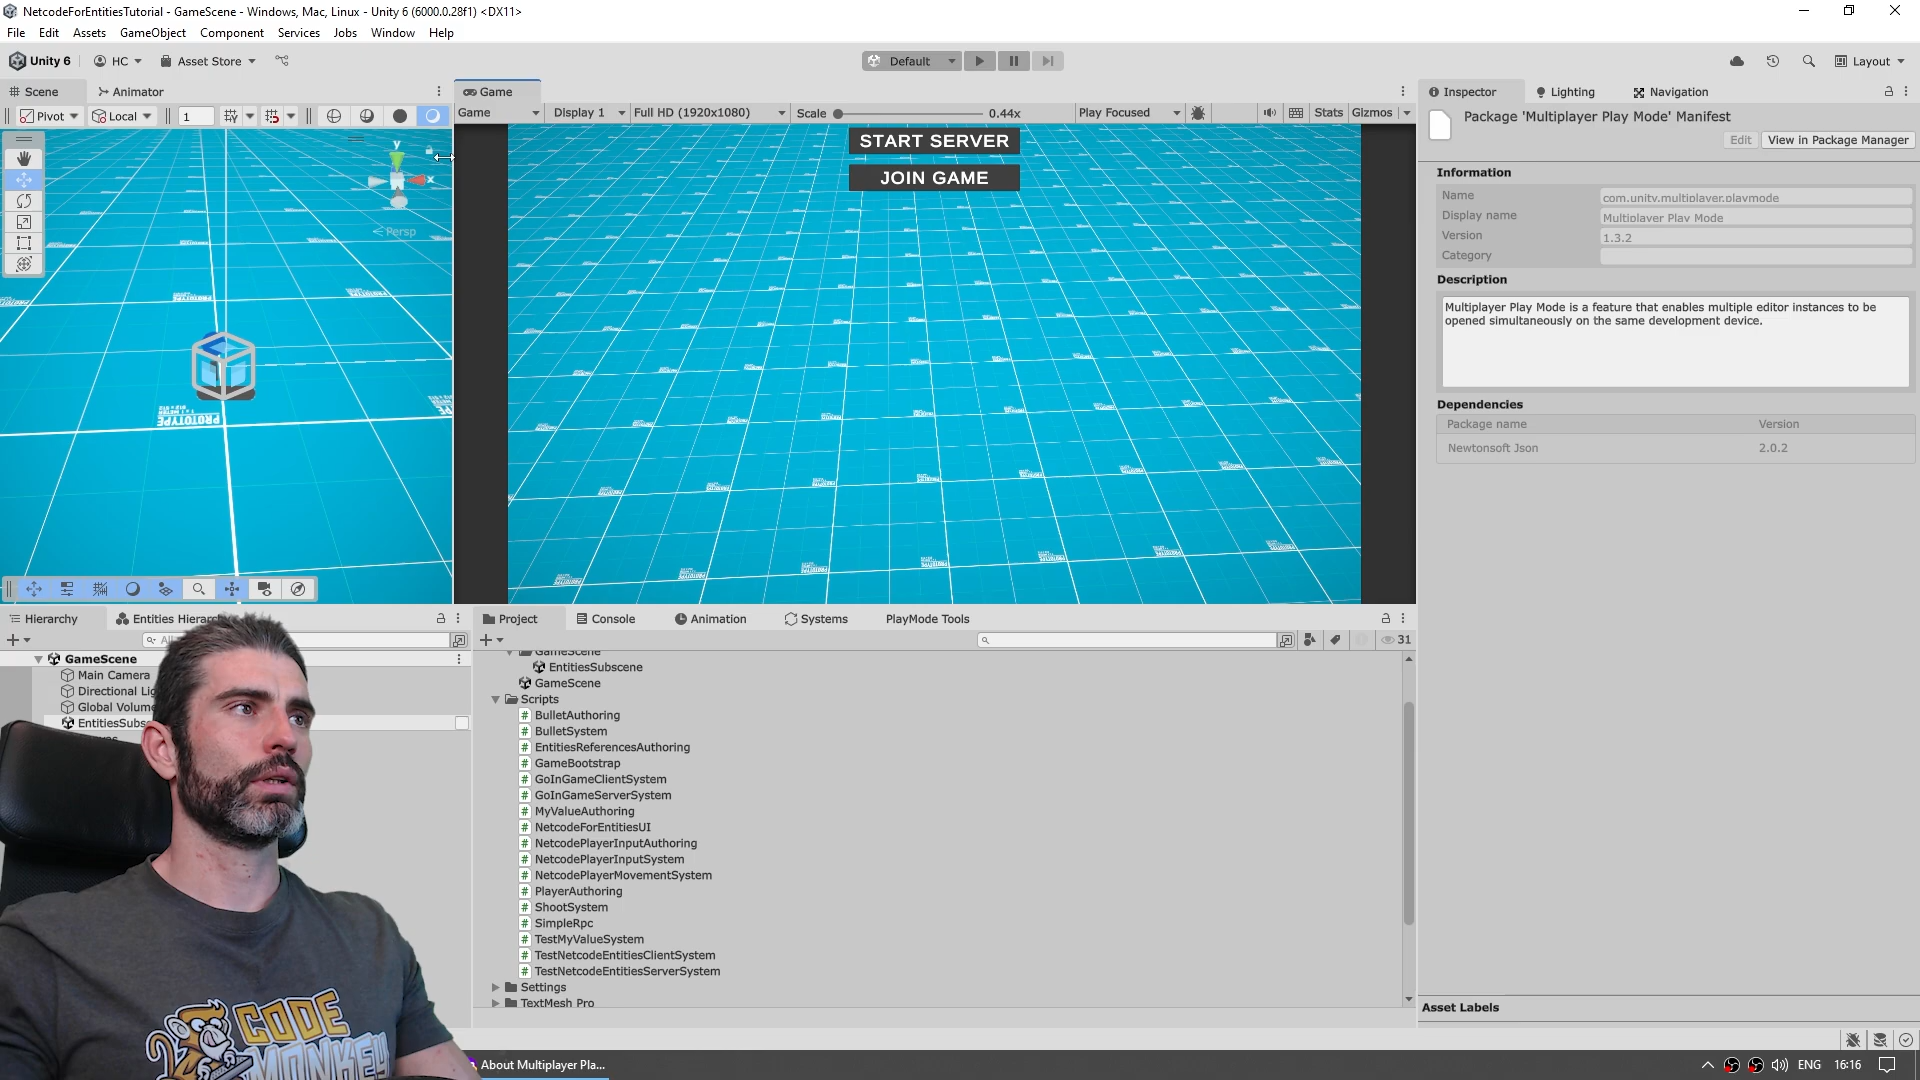 NetcodeForEntitiesTutorial - GameScene - Windows, Mac, Linux - Unity 6 (6000.0.28f1) <DX11>
File Edit Assets GameObject Component Services Jobs Window Help
Unity 6 HC Asset Store Default Layout
Scene Animator
Pivot Local 1
y
x
Persp
Game
Game Display 1 Full HD (1920x1080) Scale 0.44x Play Focused Stats Gizmos
START SERVER
JOIN GAME
PROTOTYPE
PROTOTYPE
Inspector Lighting Navigation
Package 'Multiplayer Play Mode' Manifest
Edit View in Package Manager
Information
Name com.unity.multiplayer.playmode
Display name Multiplayer Play Mode
Version 1.3.2
Category
Description
Multiplayer Play Mode is a feature that enables multiple editor instances to be
opened simultaneously on the same development device.
Dependencies
Package name Version
Newtonsoft Json 2.0.2
Asset Labels
Hierarchy Entities Hierarc
GameScene
Main Camera
Directional Lig
Global Volume
EntitiesSubs
Project Console Animation Systems PlayMode Tools
31
GameScene
EntitiesSubscene
GameScene
Scripts
BulletAuthoring
BulletSystem
EntitiesReferencesAuthoring
GameBootstrap
GoInGameClientSystem
GoInGameServerSystem
MyValueAuthoring
NetcodeForEntitiesUI
NetcodePlayerInputAuthoring
NetcodePlayerInputSystem
NetcodePlayerMovementSystem
PlayerAuthoring
ShootSystem
SimpleRpc
TestMyValueSystem
TestNetcodeEntitiesClientSystem
TestNetcodeEntitiesServerSystem
Settings
TextMesh Pro
CODE
MONKEY
About Multiplayer Pla...
ENG 16:16